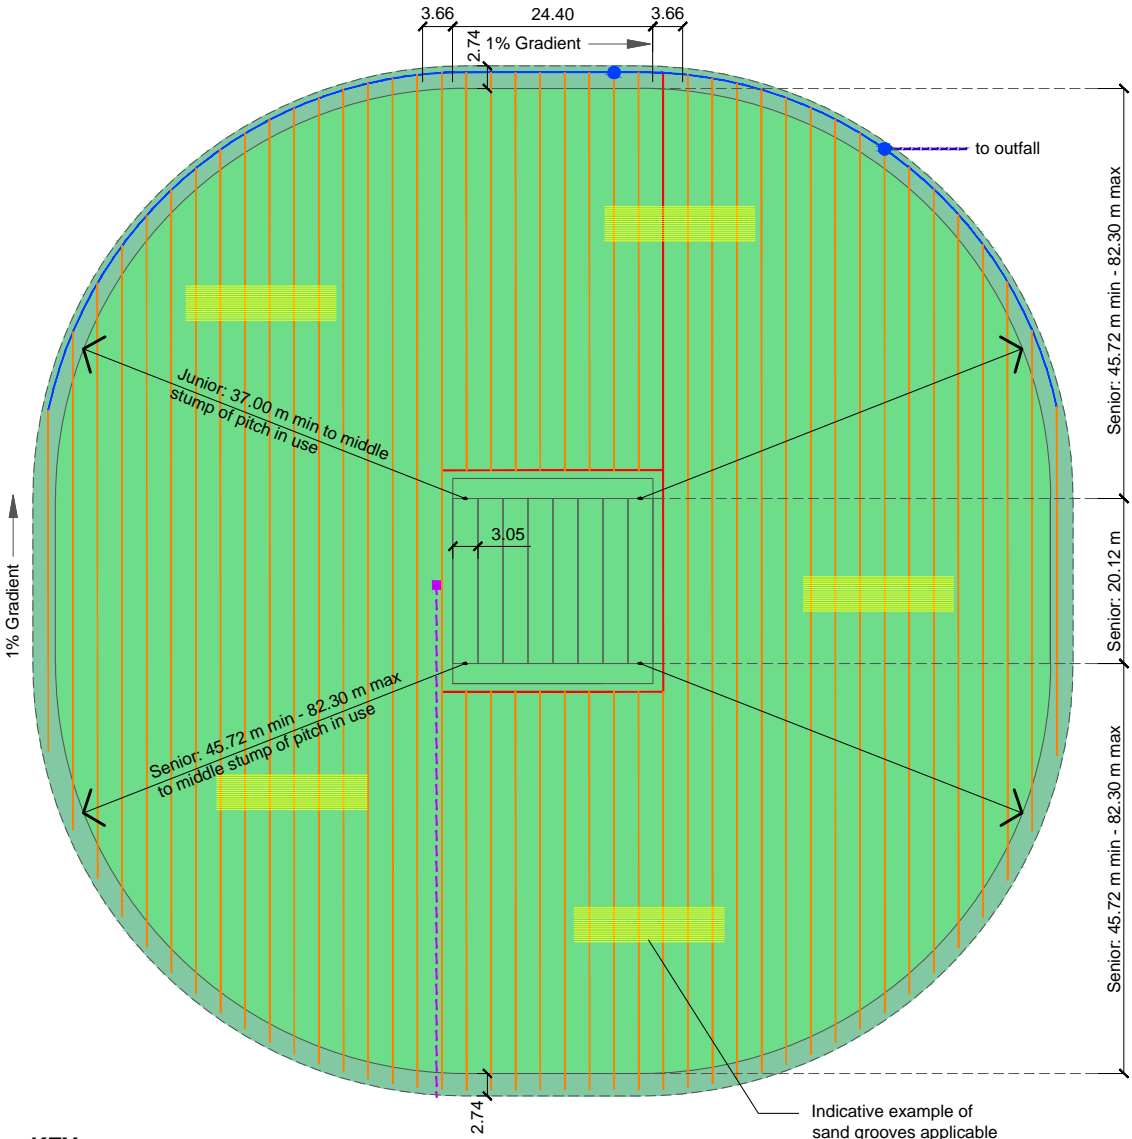 3.66
24.40
3.66
2.74
1% Gradient
to outfall
Senior: 45.72 m min - 82.30 m max
Junior: 37.00 m min to middle
stump of pitch in use
3.05
1% Gradient
Senior: 20.12 m
Senior: 45.72 m min - 82.30 m max
to middle stump of pitch in use
Senior: 45.72 m min - 82.30 m max
2.74
Indicative example of
sand grooves applicable
KEY